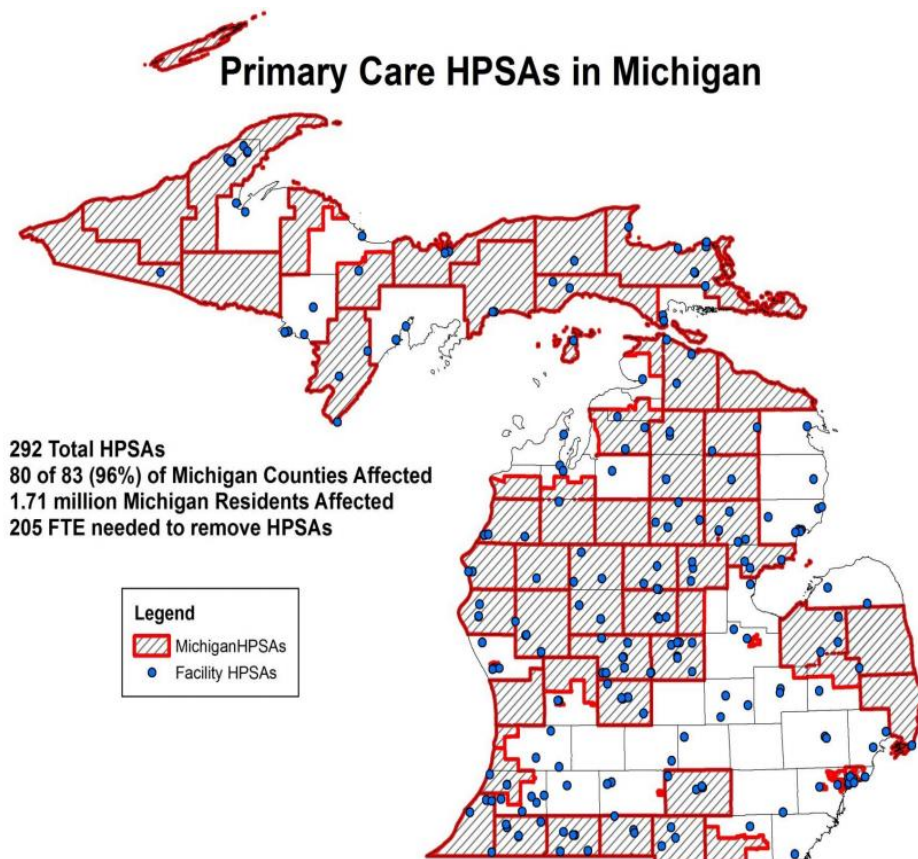 Primary Care HPSAs in Michigan
292 Total HPSAs
80 of 83 (96%) of Michigan Counties Affected
1.71 million Michigan Residents Affected
205 FTE needed to remove HPSAs
Legend
MichiganHPSAs
Facility HPSAs